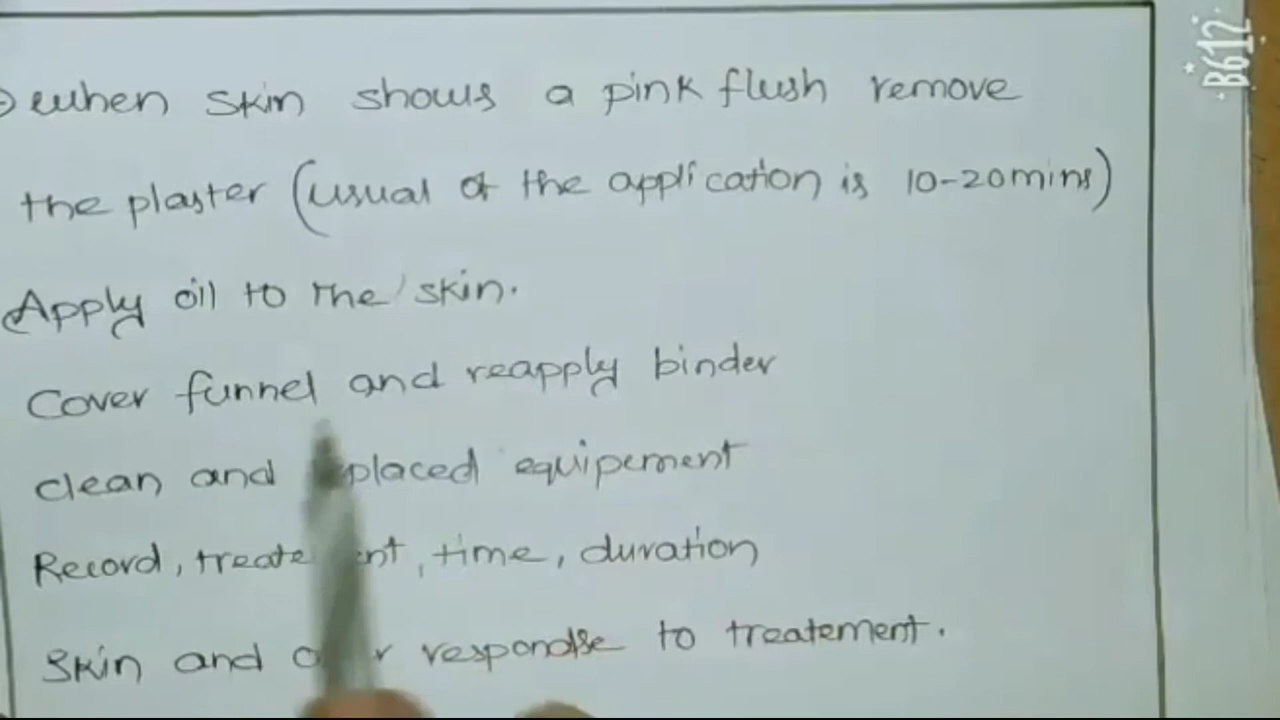 when skin shows a pink flush remove
the plaster (usual of the application is 10-20mins)
Apply oil to the skin.
Cover funnel and reapply binder
clean and placed equipement
Record, treate ent, time, duration
Skin and respondse to treatement.
B612